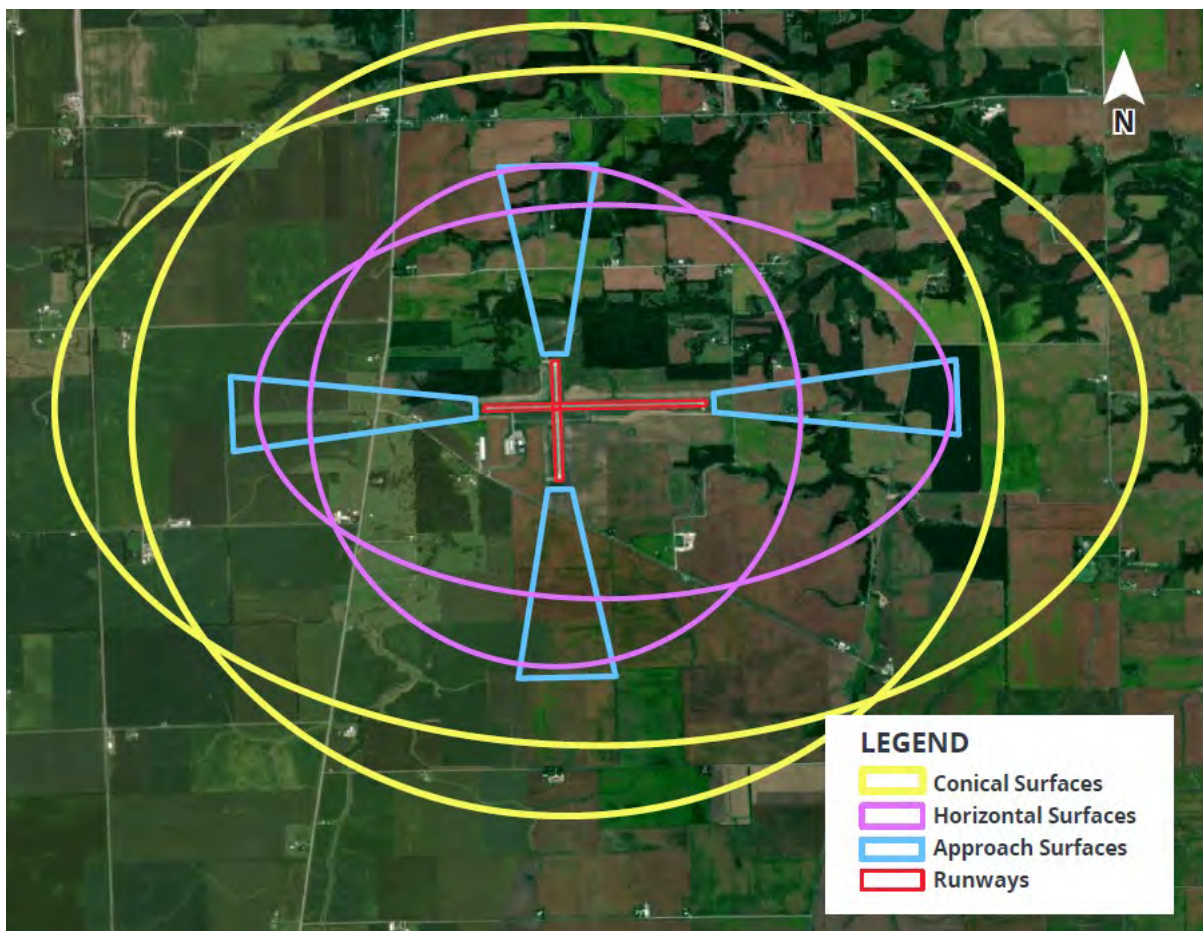 N
LEGEND
Conical Surfaces
Horizontal Surfaces
Approach Surfaces
Runways